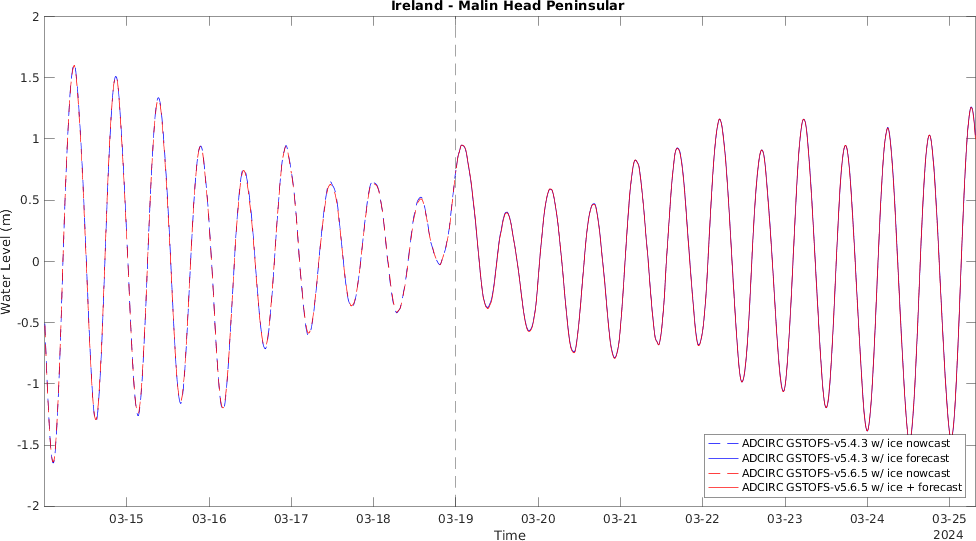 Ireland - Malin Head Peninsular
Water Level (m)
2
1.5
1
0.5
0
-0.5
-1
-1.5
-2
ADCIRC GSTOFS-v5.4.3 w/ ice nowcast
ADCIRC GSTOFS-v5.4.3 w/ ice forecast
ADCIRC GSTOFS-v5.6.5 w/ ice nowcast
ADCIRC GSTOFS-v5.6.5 w/ ice + forecast
03-15 03-16 03-17 03-18 03-19 03-20 03-21 03-22 03-23 03-24 03-25
2024
Time